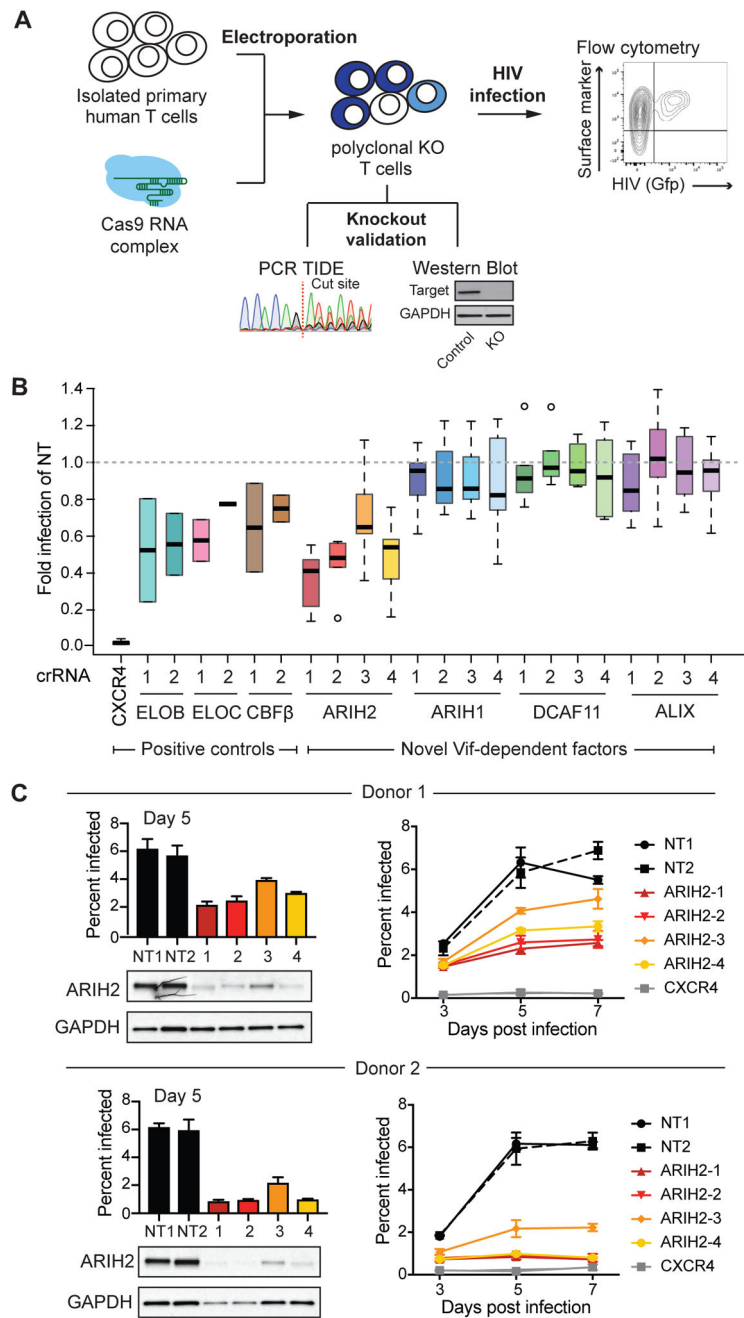 A
Electroporation
Isolated primary
human T cells
Cas9 RNA
complex
polyclonal KO
T cells
HIV
infection
Flow cytometry
Surface marker
HIV (Gfp)
Knockout
validation
PCR TIDE
Cut site
Western Blot
Target
GAPDH
Control KO
B
Fold infection of NT
1.4
1.2
1.0
0.8
0.6
0.4
0.2
0.0
crRNA
1 2 1 2 1 2 1 2 3 4 1 2 3 4 1 2 3 4 1 2 3 4
CXCR4 ELOB ELOC CBFβ ARIH2 ARIH1 DCAF11 ALIX
Positive controls Novel Vif-dependent factors
C
Donor 1
Day 5
Percent infected
8
6
4
2
0
NT1 NT2 1 2 3 4
ARIH2
GAPDH
Percent infected
8
6
4
2
0
3 5 7
Days post infection
NT1
NT2
ARIH2-1
ARIH2-2
ARIH2-3
ARIH2-4
CXCR4
Donor 2
Day 5
Percent infected
8
6
4
2
0
NT1 NT2 1 2 3 4
ARIH2
GAPDH
Percent infected
8
6
4
2
0
3 5 7
Days post infection
NT1
NT2
ARIH2-1
ARIH2-2
ARIH2-3
ARIH2-4
CXCR4